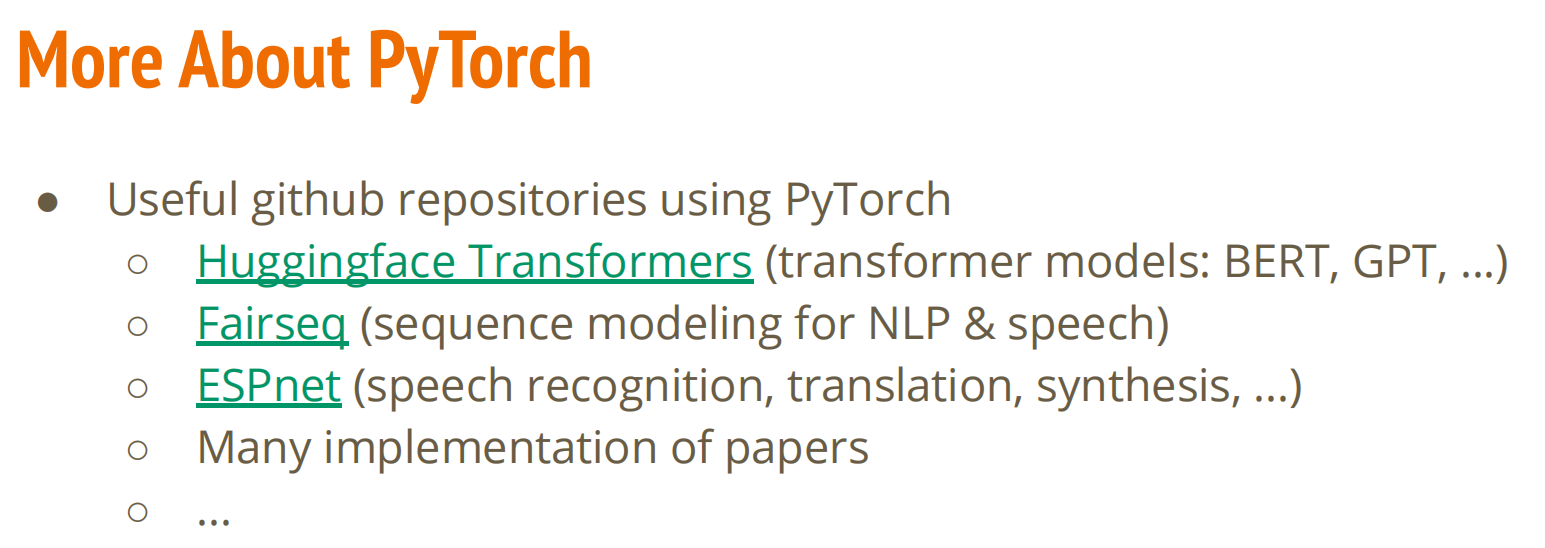 More About PyTorch
● Useful github repositories using PyTorch
○ Huggingface Transformers (transformer models: BERT, GPT, ...)
○ Fairseq (sequence modeling for NLP & speech)
○ ESPnet (speech recognition, translation, synthesis, ...)
○ Many implementation of papers
○ ...